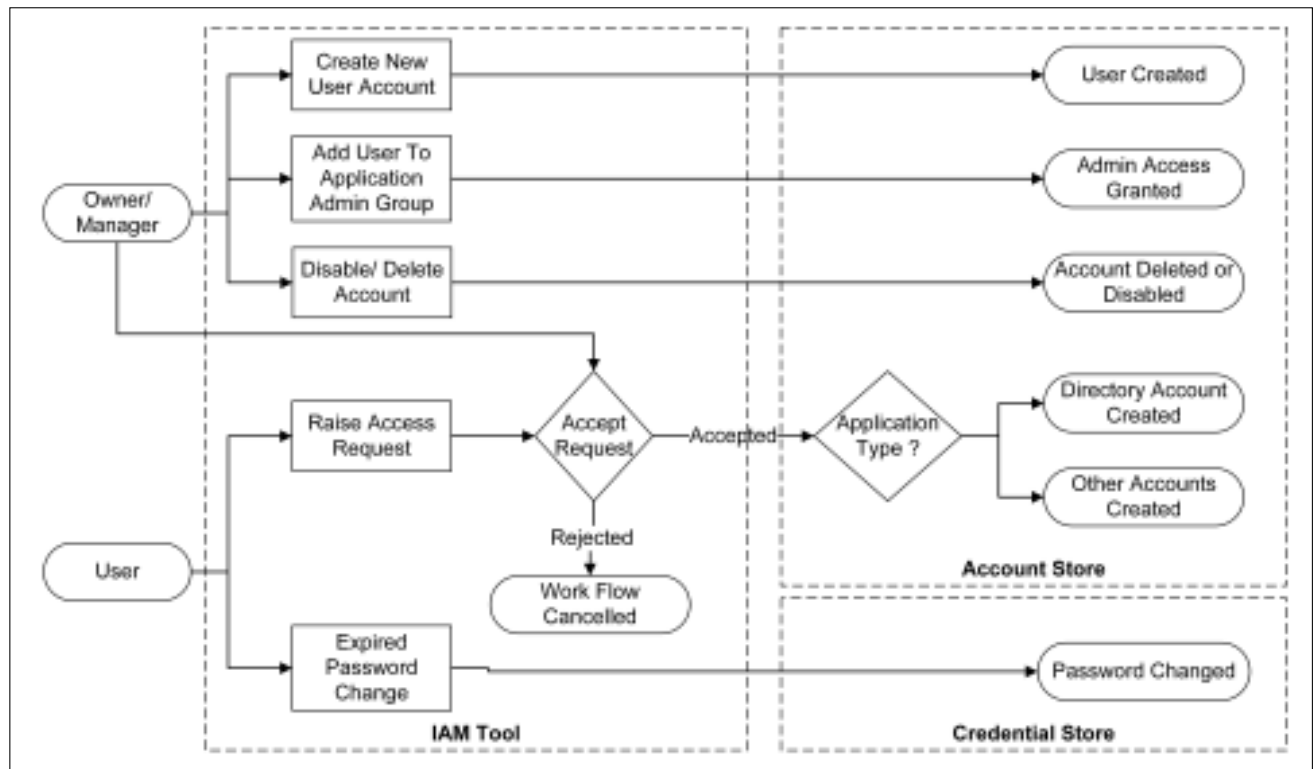 Create New
User Account
User Created
Add User To
Application
Admin Group
Admin Access
Granted
Owner/
Manager
Disable/ Delete
Account
Account Deleted or
Disabled
Raise Access
Request
Accept
Request
Accepted
Application
Type ?
Directory Account
Created
Other Accounts
Created
Rejected
Account Store
User
Work Flow
Cancelled
Expired
Password
Change
Password Changed
IAM Tool
Credential Store